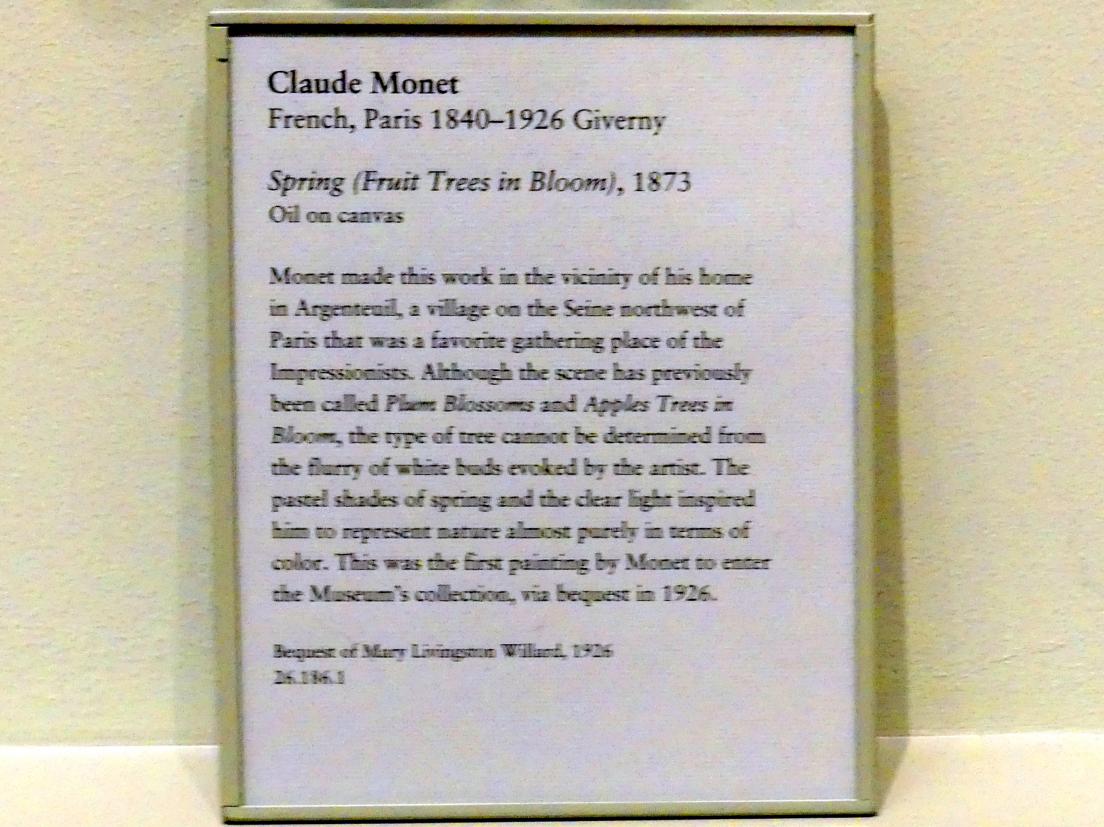 Claude Monet
French, Paris 1840–1926 Giverny
Spring (Fruit Trees in Bloom), 1873
Oil on canvas
Monet made this work in the vicinity of his home
in Argenteuil, a village on the Seine northwest of
Paris that was a favorite gathering place of the
Impressionists. Although the scene has previously
been called Plum Blossoms and Apples Trees in
Bloom, the type of tree cannot be determined from
the flurry of white buds evoked by the artist. The
pastel shades of spring and the clear light inspired
him to represent nature almost purely in terms of
color. This was the first painting by Monet to enter
the Museum's collection, via bequest in 1926.
Bequest of Mary Livingston Willard, 1926
26.186.1